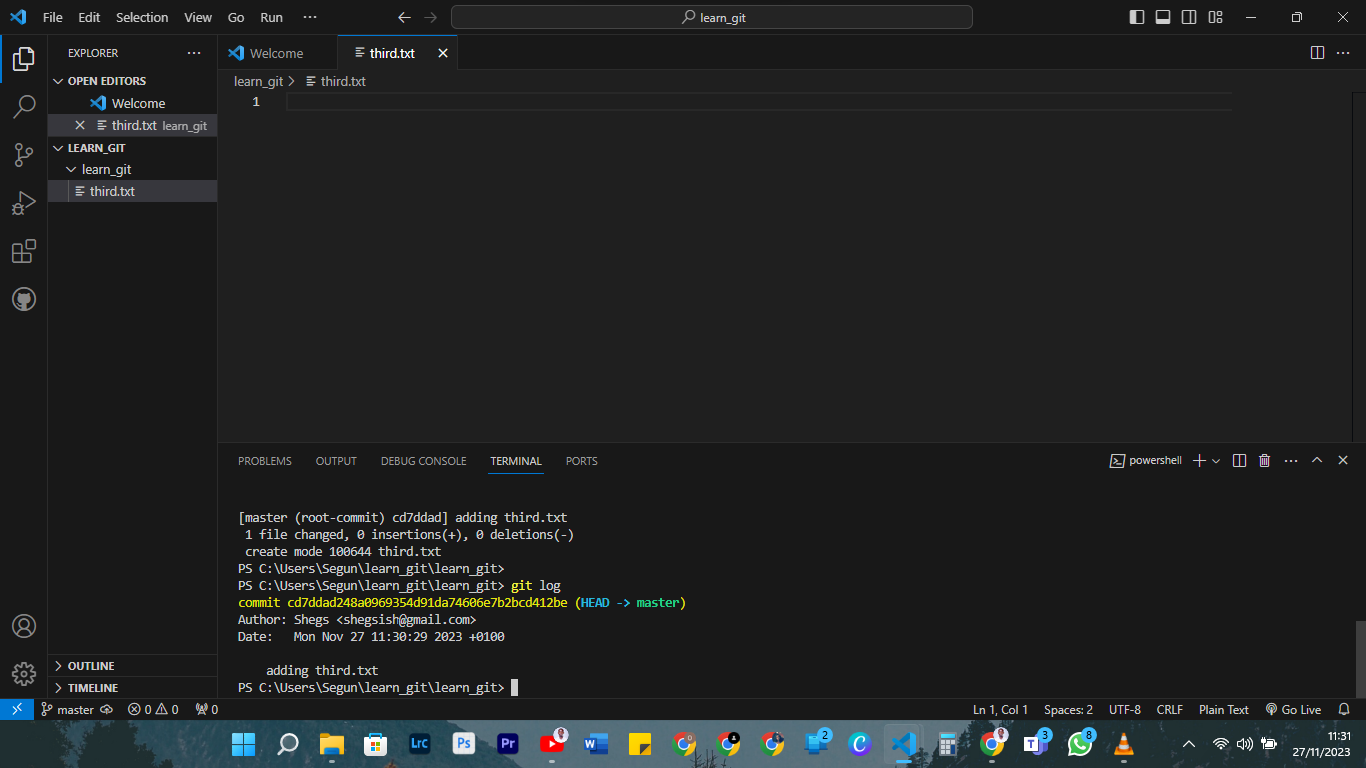 File Edit Selection View Go Run ···
learn_git
EXPLORER ···
Welcome
third.txt
OPEN EDITORS
learn_git > third.txt
Welcome
1
third.txt learn_git
LEARN_GIT
learn_git
third.txt
PROBLEMS OUTPUT DEBUG CONSOLE TERMINAL PORTS
powershell
[master (root-commit) cd7ddad] adding third.txt
1 file changed, 0 insertions(+), 0 deletions(-)
create mode 100644 third.txt
PS C:\Users\Segun\learn_git\learn_git>
PS C:\Users\Segun\learn_git\learn_git> git log
commit cd7ddad248a0969354d91da74606e7b2bcd412be (HEAD -> master)
Author: Shegs <shegsish@gmail.com>
Date:   Mon Nov 27 11:30:29 2023 +0100
adding third.txt
PS C:\Users\Segun\learn_git\learn_git>
OUTLINE
TIMELINE
master 0 0 0
Ln 1, Col 1 Spaces: 2 UTF-8 CRLF Plain Text Go Live
Lrc Ps Pr 2 3 8
11:31
27/11/2023